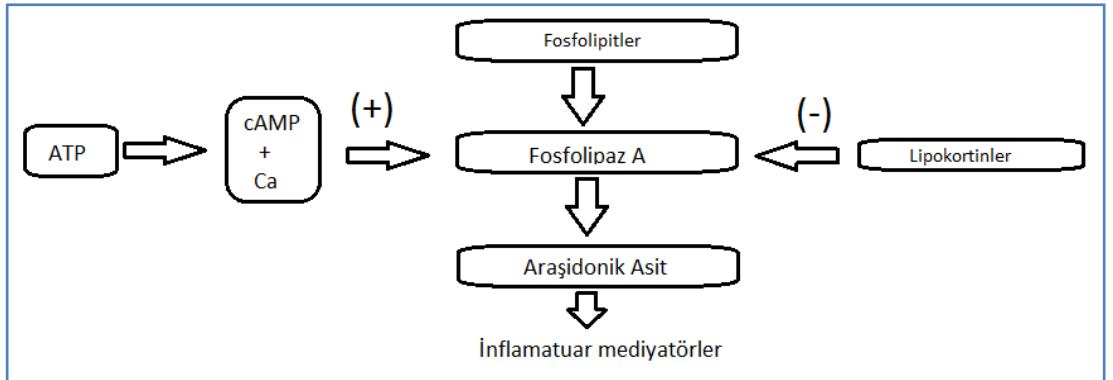 Fosfolipitler
(+)
(-)
ATP
cAMP
+
Ca
Fosfolipaz A
Lipokortinler
Araşidonik Asit
İnflamatuar mediyatörler